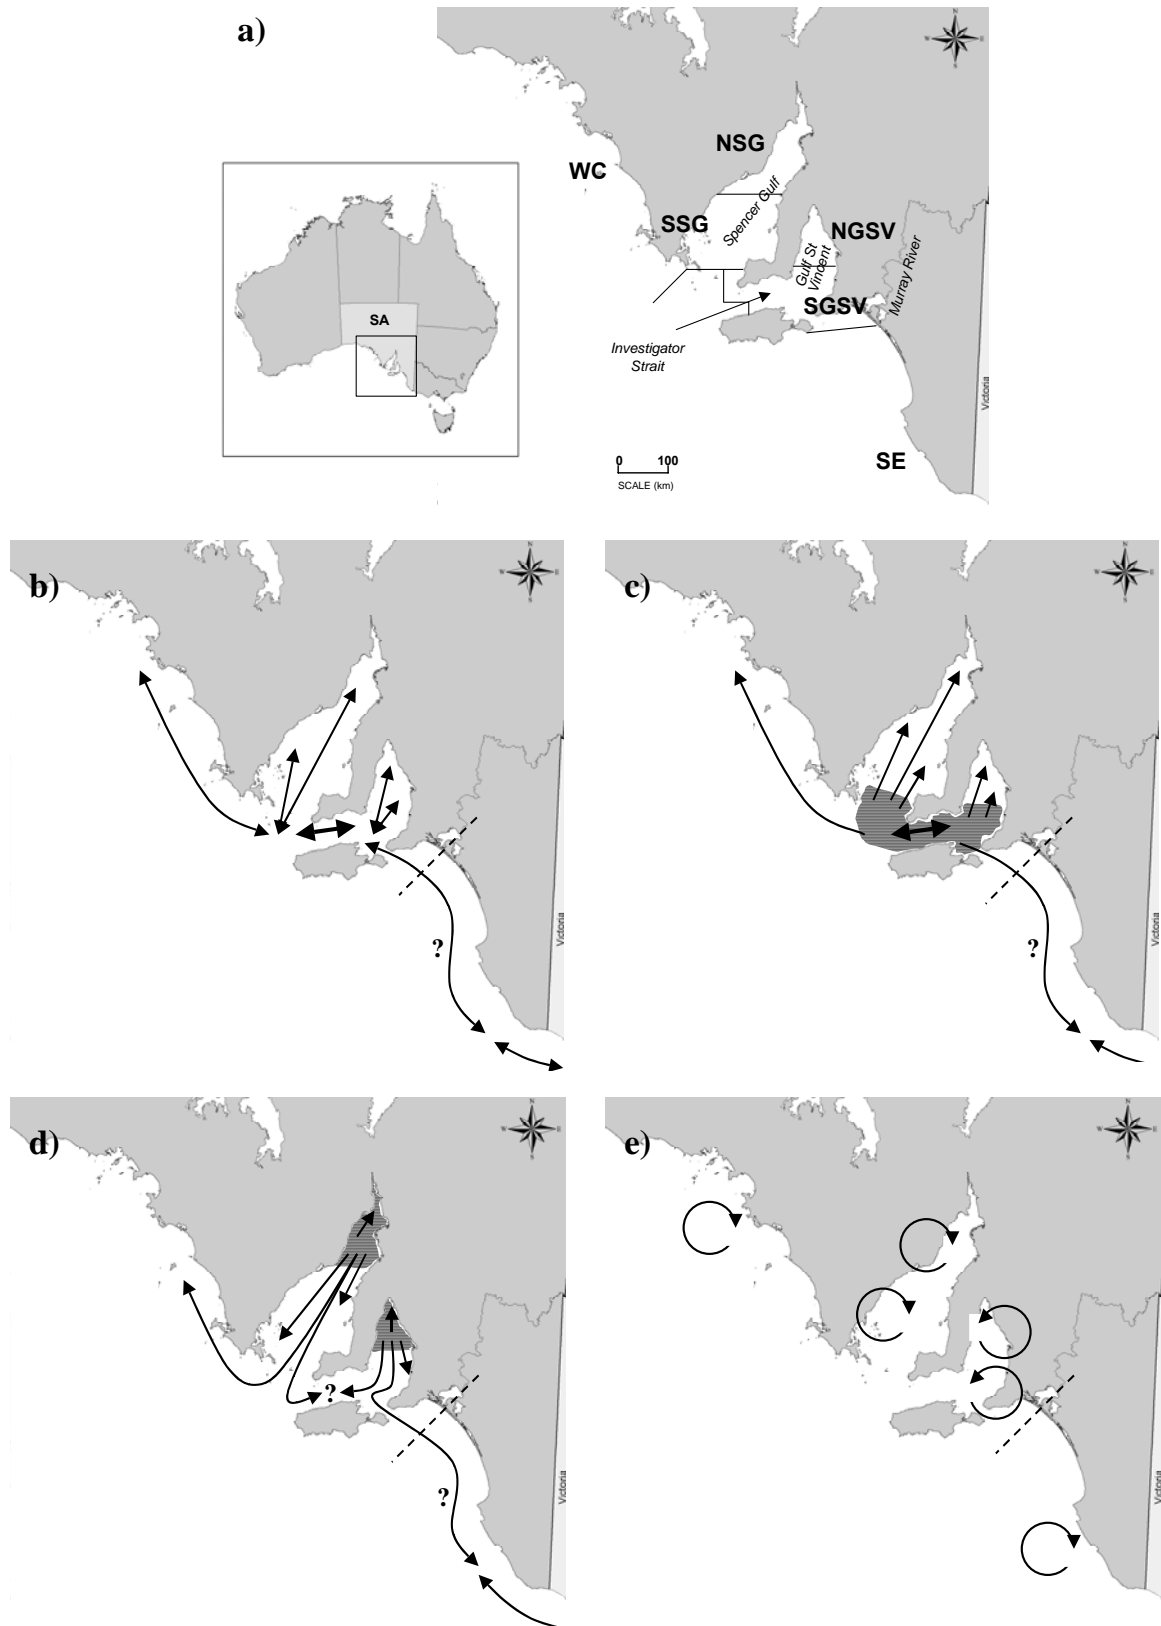 a)
N
W
E
S
NSG
WC
Spencer Gulf
SSG
NGSV
Gulf St
Vincent
Murray River
SA
SGSV
Investigator
Strait
Victoria
SE
0 100
SCALE (km)
b)
N
W
E
S
?
Victoria
c)
N
W
E
S
?
Victoria
d)
N
W
E
S
?
?
Victoria
e)
N
W
E
S
Victoria